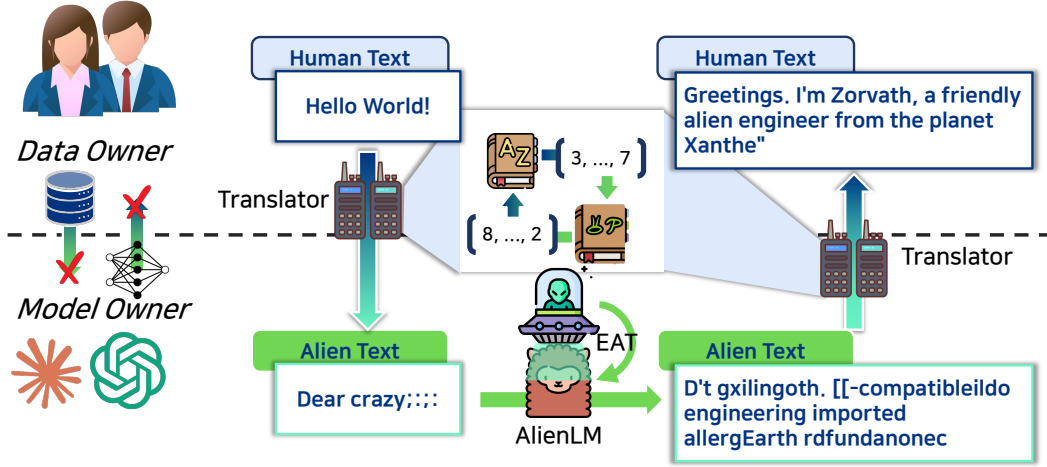 Human Text
Hello World!
Human Text
Greetings. I'm Zorvath, a friendly
alien engineer from the planet
Xanthe"
Data Owner
Translator
AZ
3, ..., 7
8, ..., 2
Translator
Model Owner
EAT
Alien Text
Dear crazy;:;:
AlienLM
Alien Text
D't gxilingoth. [[-compatibleildo
engineering imported
allergEarth rdfundanonec